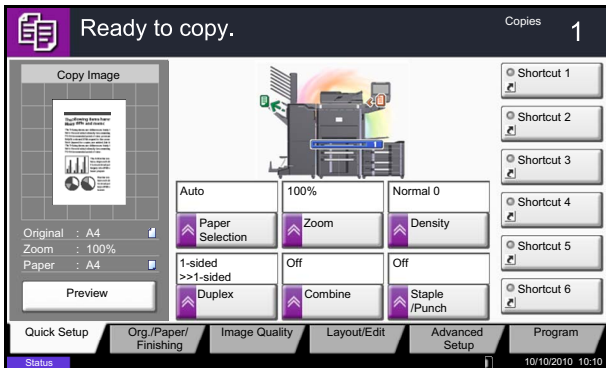 Ready to copy.
Copies
1
Copy Image
Original : A4
Zoom : 100%
Paper : A4
Preview
1
Auto
100%
Normal 0
Paper
Selection
Zoom
Density
1-sided
>>1-sided
Off
Off
Duplex
Combine
Staple
/Punch
Shortcut 1
Shortcut 2
Shortcut 3
Shortcut 4
Shortcut 5
Shortcut 6
Quick Setup
Org./Paper/
Finishing
Image Quality
Layout/Edit
Advanced
Setup
Program
Status
10/10/2010 10:10